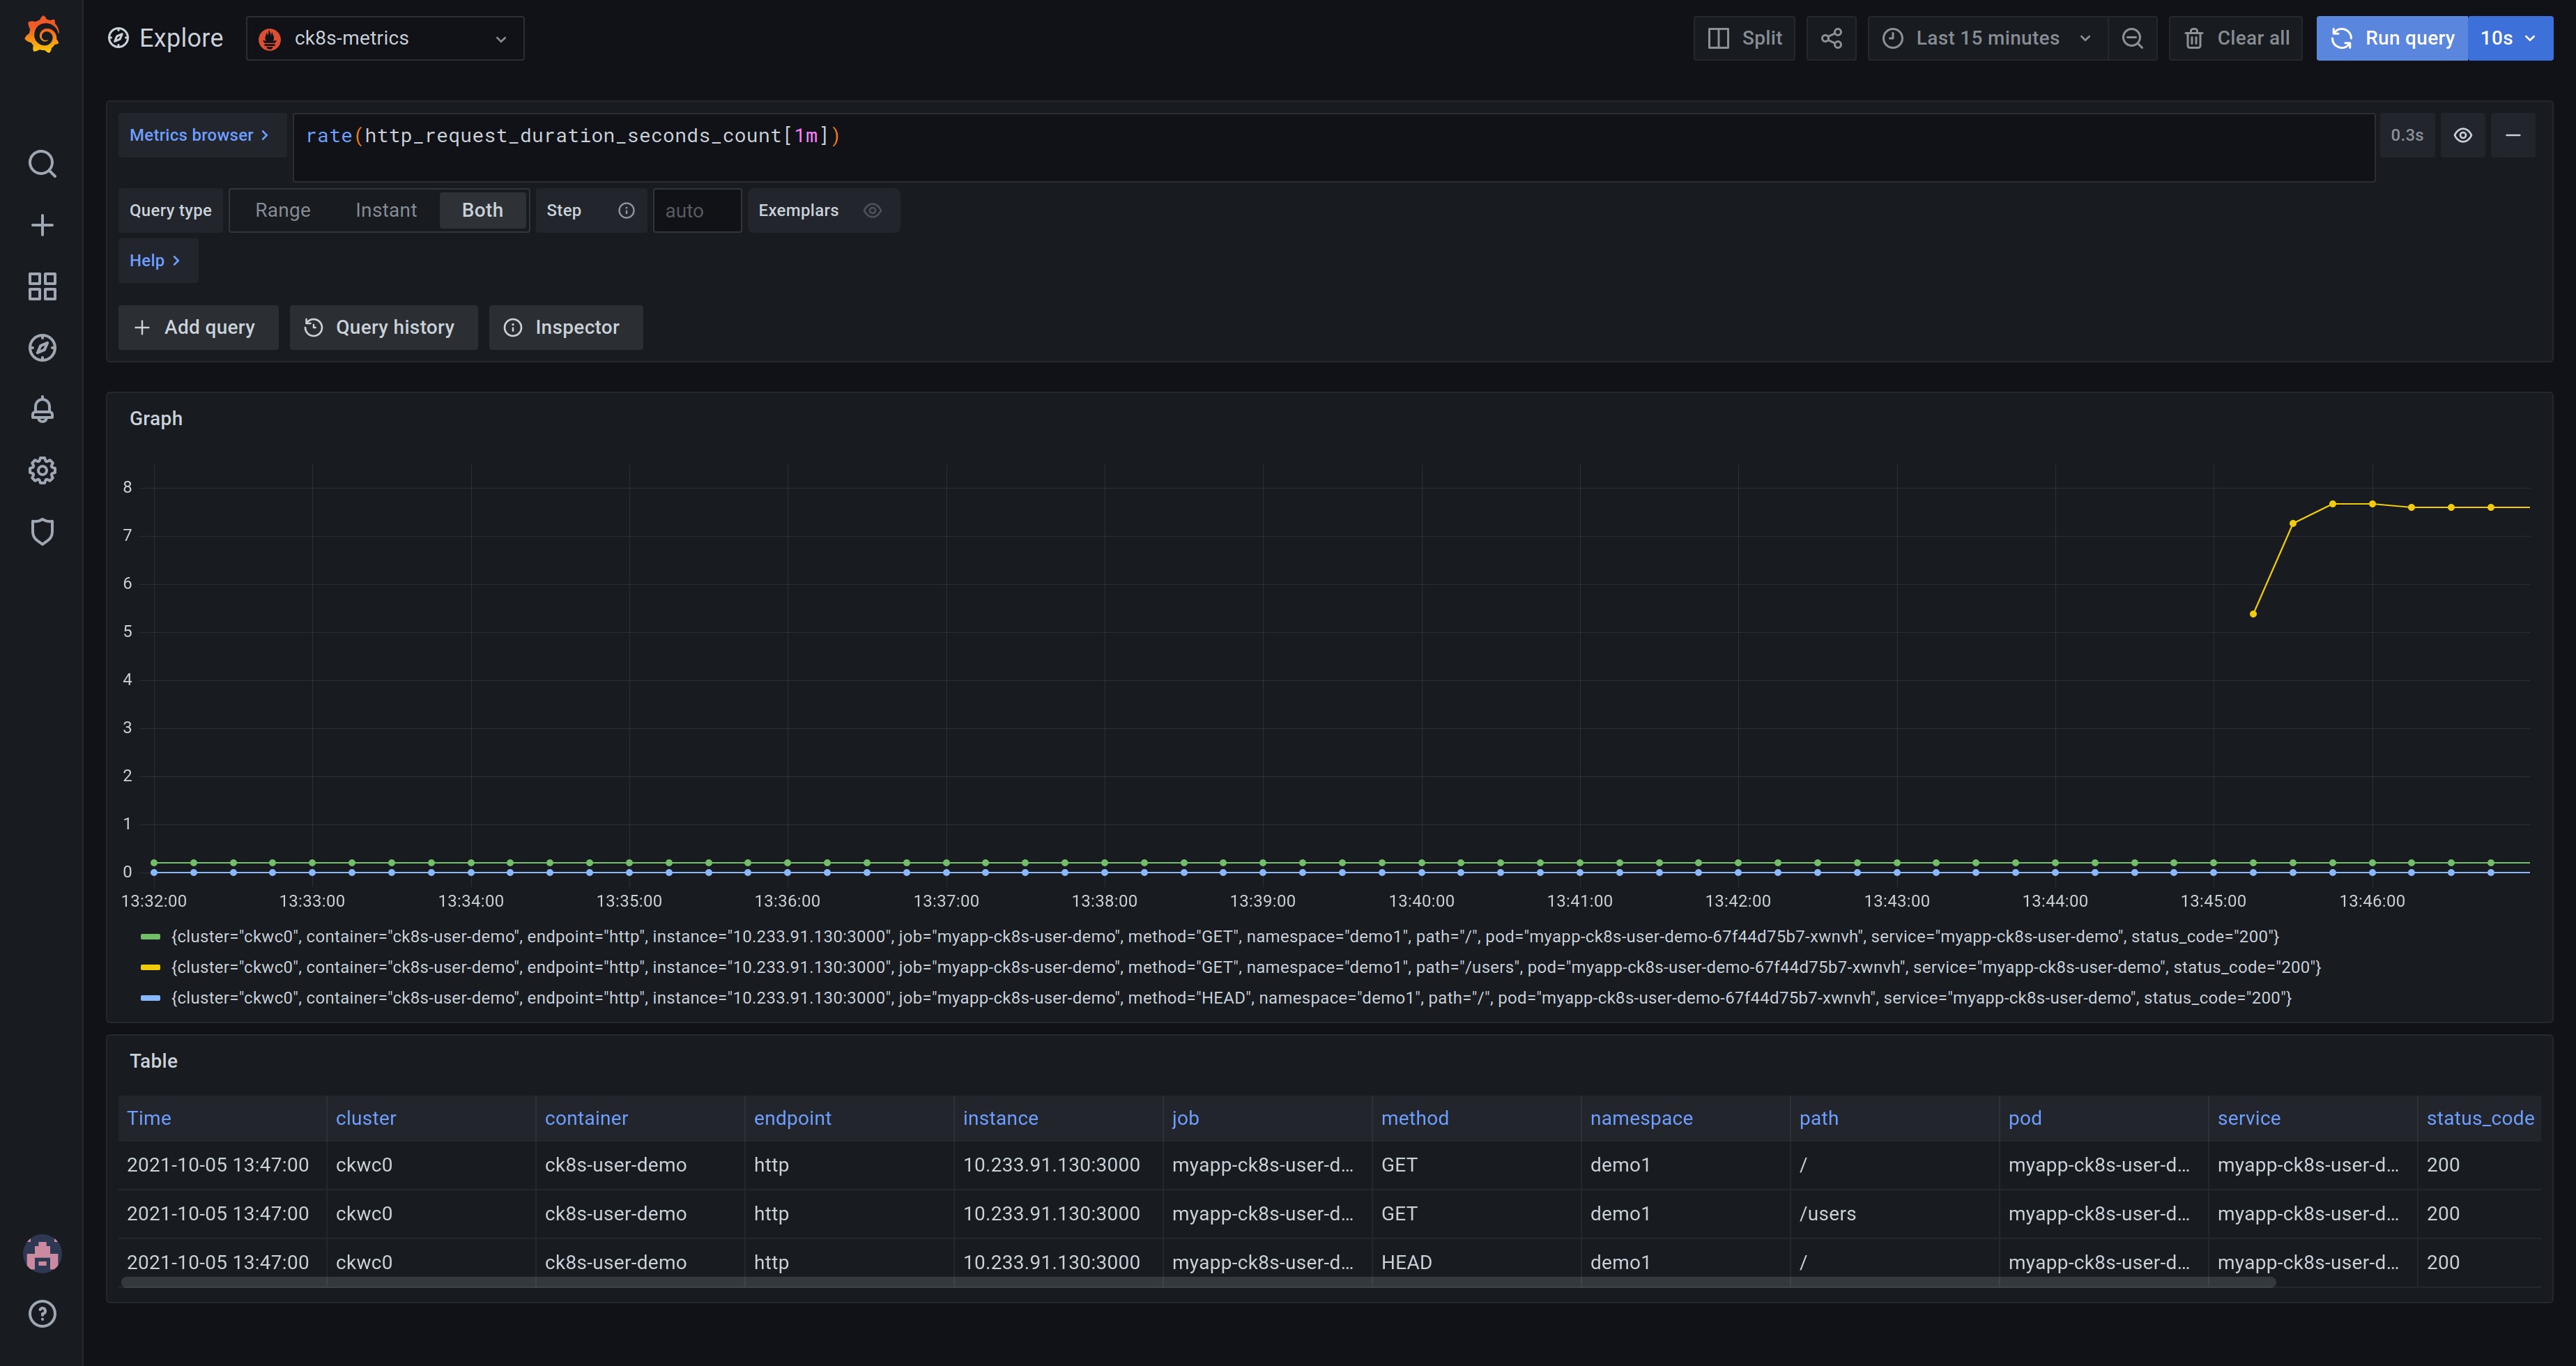 Explore ck8s-metrics Split Last 15 minutes Clear all Run query 10s
Metrics browser > rate(http_request_duration_seconds_count[1m]) 0.3s
Query type Range Instant Both Step auto Exemplars
Help >
+ Add query Query history Inspector
Graph
8
7
6
5
4
3
2
1
0
13:32:00 13:33:00 13:34:00 13:35:00 13:36:00 13:37:00 13:38:00 13:39:00 13:40:00 13:41:00 13:42:00 13:43:00 13:44:00 13:45:00 13:46:00
{cluster="ckwc0", container="ck8s-user-demo", endpoint="http", instance="10.233.91.130:3000", job="myapp-ck8s-user-demo", method="GET", namespace="demo1", path="/", pod="myapp-ck8s-user-demo-67f44d75b7-xwnvh", service="myapp-ck8s-user-demo", status_code="200"}
{cluster="ckwc0", container="ck8s-user-demo", endpoint="http", instance="10.233.91.130:3000", job="myapp-ck8s-user-demo", method="GET", namespace="demo1", path="/users", pod="myapp-ck8s-user-demo-67f44d75b7-xwnvh", service="myapp-ck8s-user-demo", status_code="200"}
{cluster="ckwc0", container="ck8s-user-demo", endpoint="http", instance="10.233.91.130:3000", job="myapp-ck8s-user-demo", method="HEAD", namespace="demo1", path="/", pod="myapp-ck8s-user-demo-67f44d75b7-xwnvh", service="myapp-ck8s-user-demo", status_code="200"}
Table
Time cluster container endpoint instance job method namespace path pod service status_code
2021-10-05 13:47:00 ckwc0 ck8s-user-demo http 10.233.91.130:3000 myapp-ck8s-user-d... GET demo1 / myapp-ck8s-user-d... myapp-ck8s-user-d... 200
2021-10-05 13:47:00 ckwc0 ck8s-user-demo http 10.233.91.130:3000 myapp-ck8s-user-d... GET demo1 /users myapp-ck8s-user-d... myapp-ck8s-user-d... 200
2021-10-05 13:47:00 ckwc0 ck8s-user-demo http 10.233.91.130:3000 myapp-ck8s-user-d... HEAD demo1 / myapp-ck8s-user-d... myapp-ck8s-user-d... 200